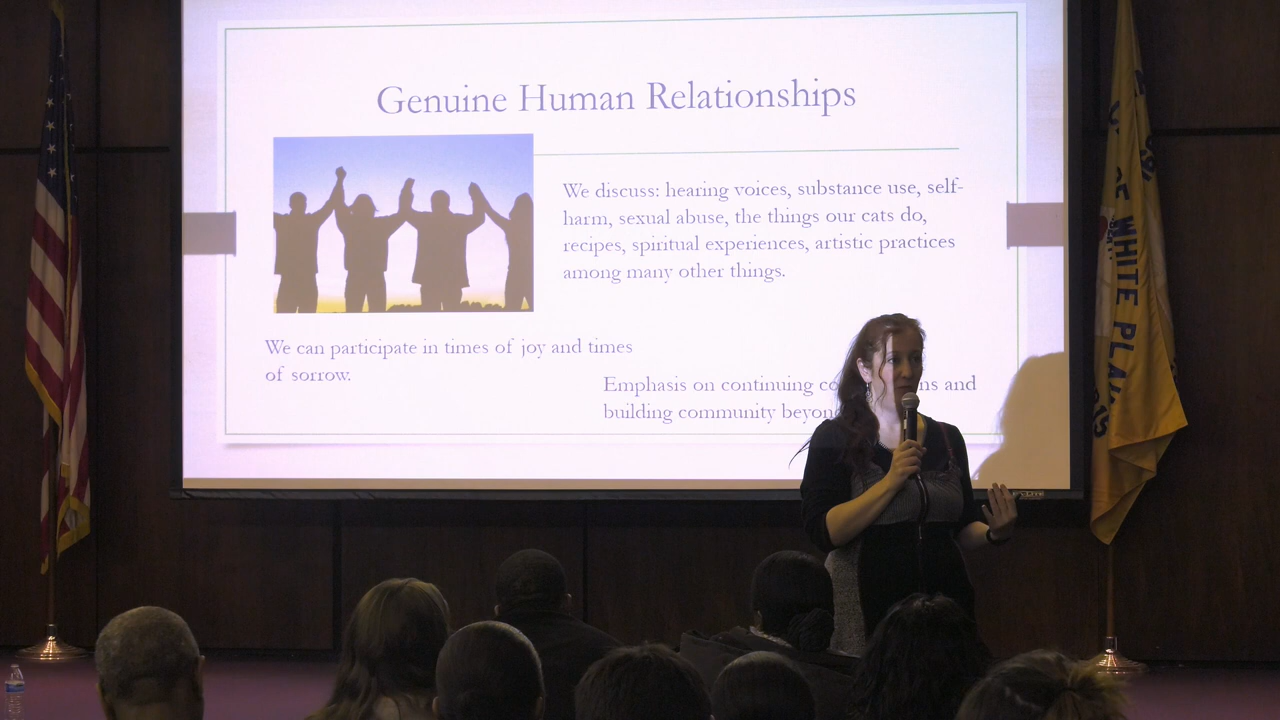 Genuine Human Relationships
We discuss: hearing voices, substance use, self-
harm, sexual abuse, the things our cats do,
recipes, spiritual experiences, artistic practices
among many other things.
We can participate in times of joy and times
of sorrow.
Emphasis on continuing and
building community
WHITE